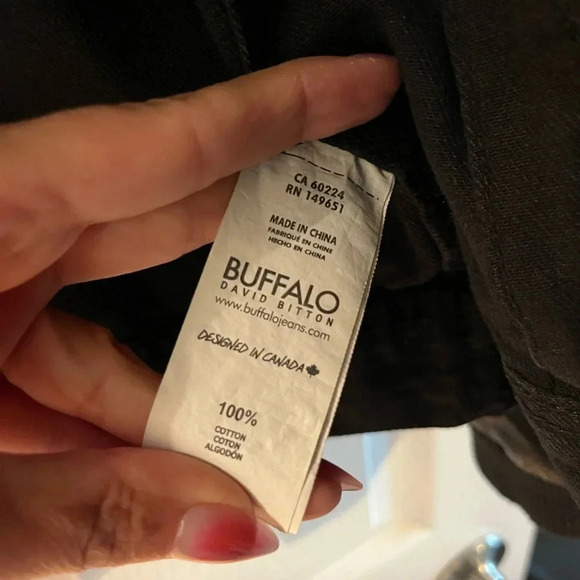 CA 60224
RN 149651
MADE IN CHINA
FABRIQUÉ EN CHINE
HECHO EN CHINA
BUFFALO
DAVID BITTON
www.buffalojeans.com
DESIGNED IN CANADA
100%
COTTON
COTON
ALGODÓN